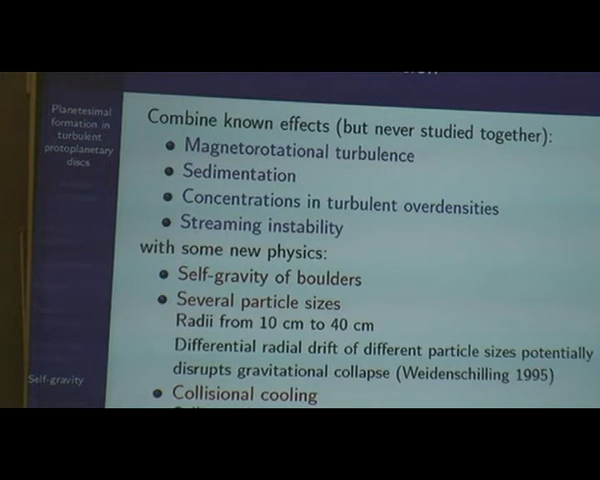 Planetesimal
formation in
turbulent
protoplanetary
discs
Self-gravity
Combine known effects (but never studied together):
Magnetorotational turbulence
Sedimentation
Concentrations in turbulent overdensities
Streaming instability
with some new physics:
Self-gravity of boulders
Several particle sizes
Radii from 10 cm to 40 cm
Differential radial drift of different particle sizes potentially
disrupts gravitational collapse (Weidenschilling 1995)
Collisional cooling